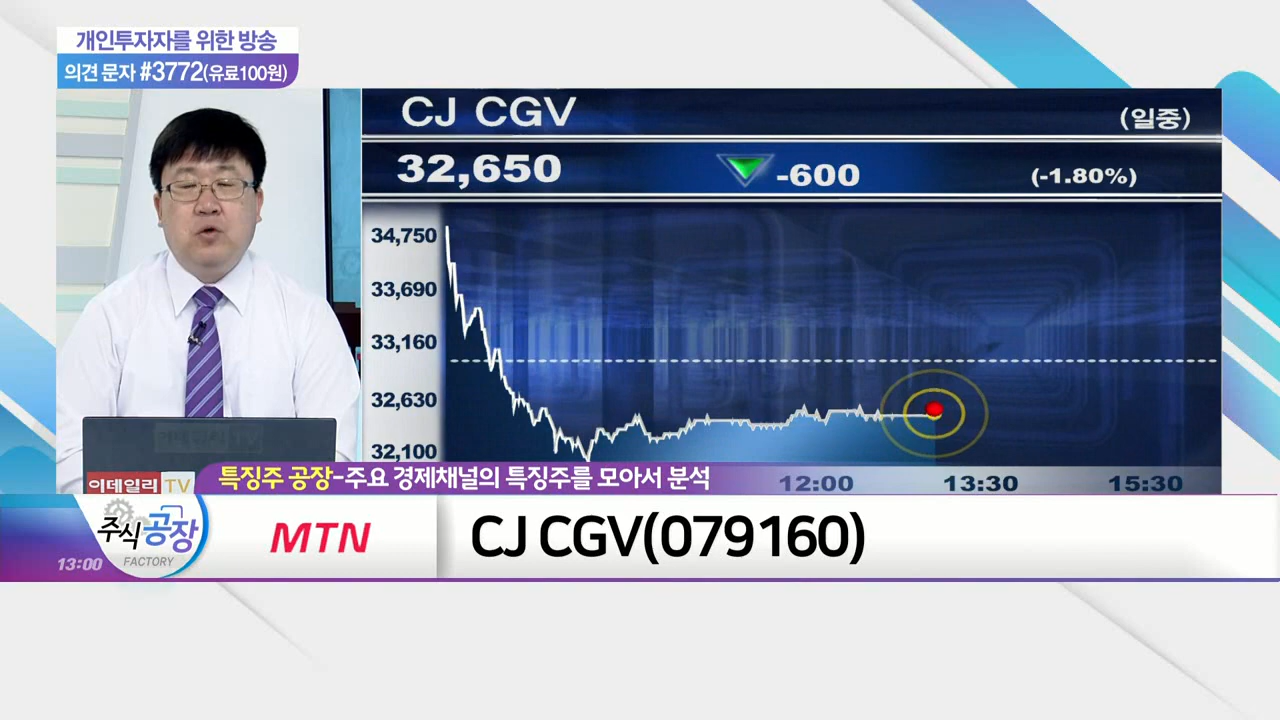 개인투자자를 위한 방송
의견 문자 #3772(유료100원)
CJ CGV
(일중)
32,650
-600
(-1.80%)
34,750
33,690
33,160
32,630
32,100
12:00
13:30
15:30
이데일리 TV
특징주 공장-주요 경제채널의 특징주를 모아서 분석
주식공장
FACTORY
13:00
MTN
CJ CGV(079160)